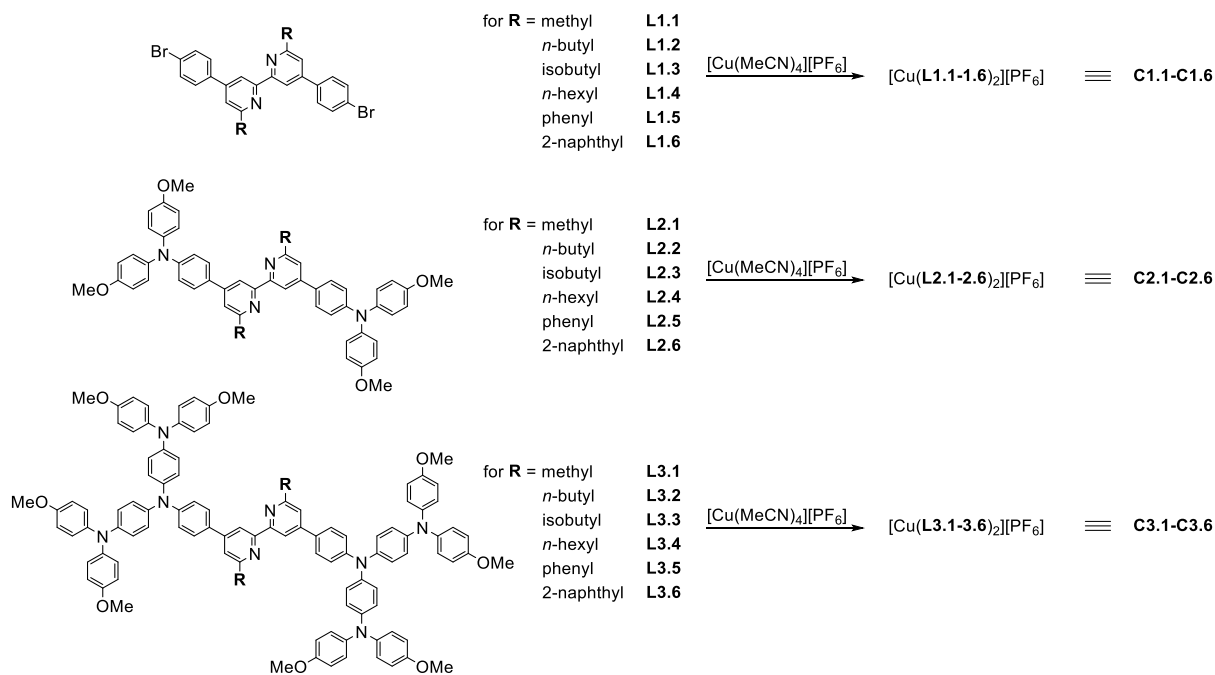 for R = methyl L1.1
n-butyl L1.2
isobutyl L1.3
n-hexyl L1.4
phenyl L1.5
2-naphthyl L1.6
[Cu(MeCN)4][PF6]
[Cu(L1.1-1.6)2][PF6] ≡ C1.1-C1.6
R
Br
N
N
Br
R
OMe
N
MeO
R
N
N
R
OMe
N
OMe
for R = methyl L2.1
n-butyl L2.2
isobutyl L2.3
n-hexyl L2.4
phenyl L2.5
2-naphthyl L2.6
[Cu(MeCN)4][PF6]
[Cu(L2.1-2.6)2][PF6] ≡ C2.1-C2.6
MeO
OMe
N
MeO
N
N
MeO
R
N
N
R
OMe
N
OMe
N
N
MeO
OMe
for R = methyl L3.1
n-butyl L3.2
isobutyl L3.3
n-hexyl L3.4
phenyl L3.5
2-naphthyl L3.6
[Cu(MeCN)4][PF6]
[Cu(L3.1-3.6)2][PF6] ≡ C3.1-C3.6